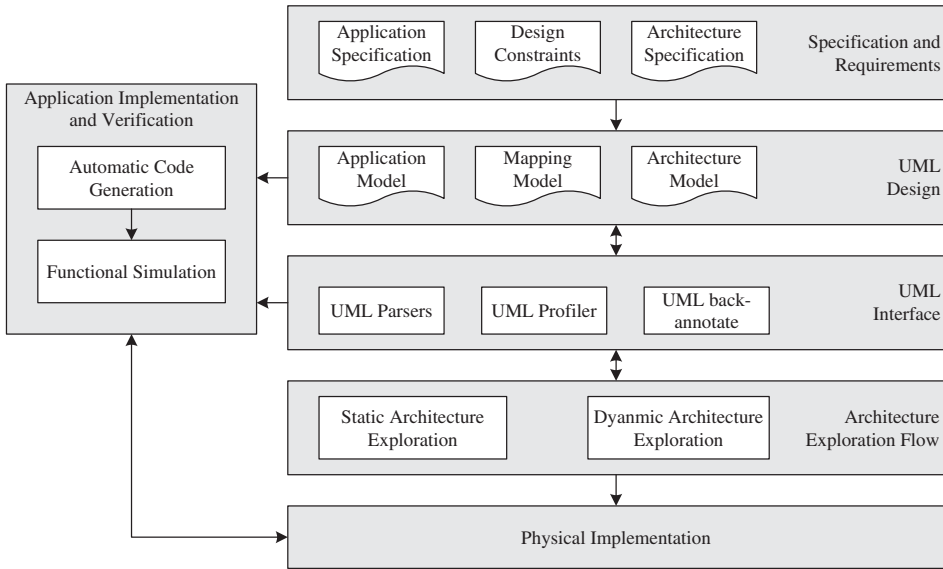 Application
Specification
Design
Constraints
Architecture
Specification
Specification and
Requirements
Application Implementation
and Verification
Automatic Code
Generation
Functional Simulation
Application
Model
Mapping
Model
Architecture
Model
UML
Design
UML Parsers
UML Profiler
UML back-
annotate
UML
Interface
Static Architecture
Exploration
Dyanmic Architecture
Exploration
Architecture
Exploration Flow
Physical Implementation